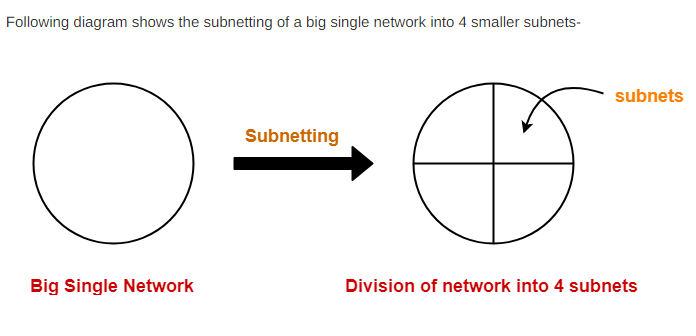 Following diagram shows the subnetting of a big single network into 4 smaller subnets-
subnets
Subnetting
Big Single Network
Division of network into 4 subnets